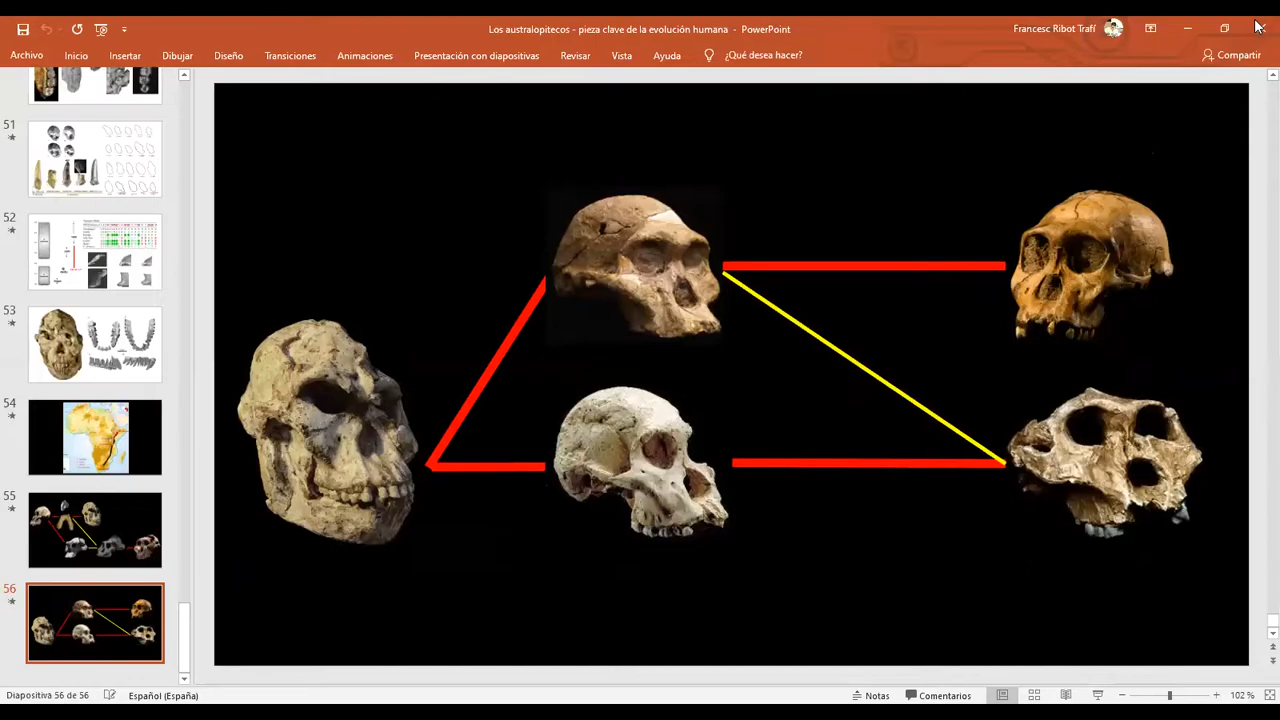 Los australopitecos - pieza clave de la evolución humana - PowerPoint
Francesc Ribot Trafí
Archivo Inicio Insertar Dibujar Diseño Transiciones Animaciones Presentación con diapositivas Revisar Vista Ayuda ¿Qué desea hacer? Compartir
51
52
53
54
55
56
Diapositiva 56 de 56 Español (España) Notas Comentarios 102 %